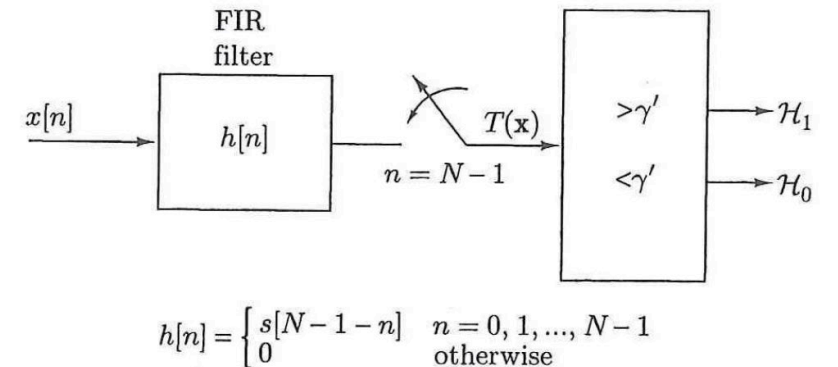 FIR
filter
x[n]
h[n]
T(x)
n = N – 1
>γ′
<γ′
ℋ₁
ℋ₀
h[n] = { s[N – 1 – n]   n = 0, 1, ..., N – 1
0   otherwise